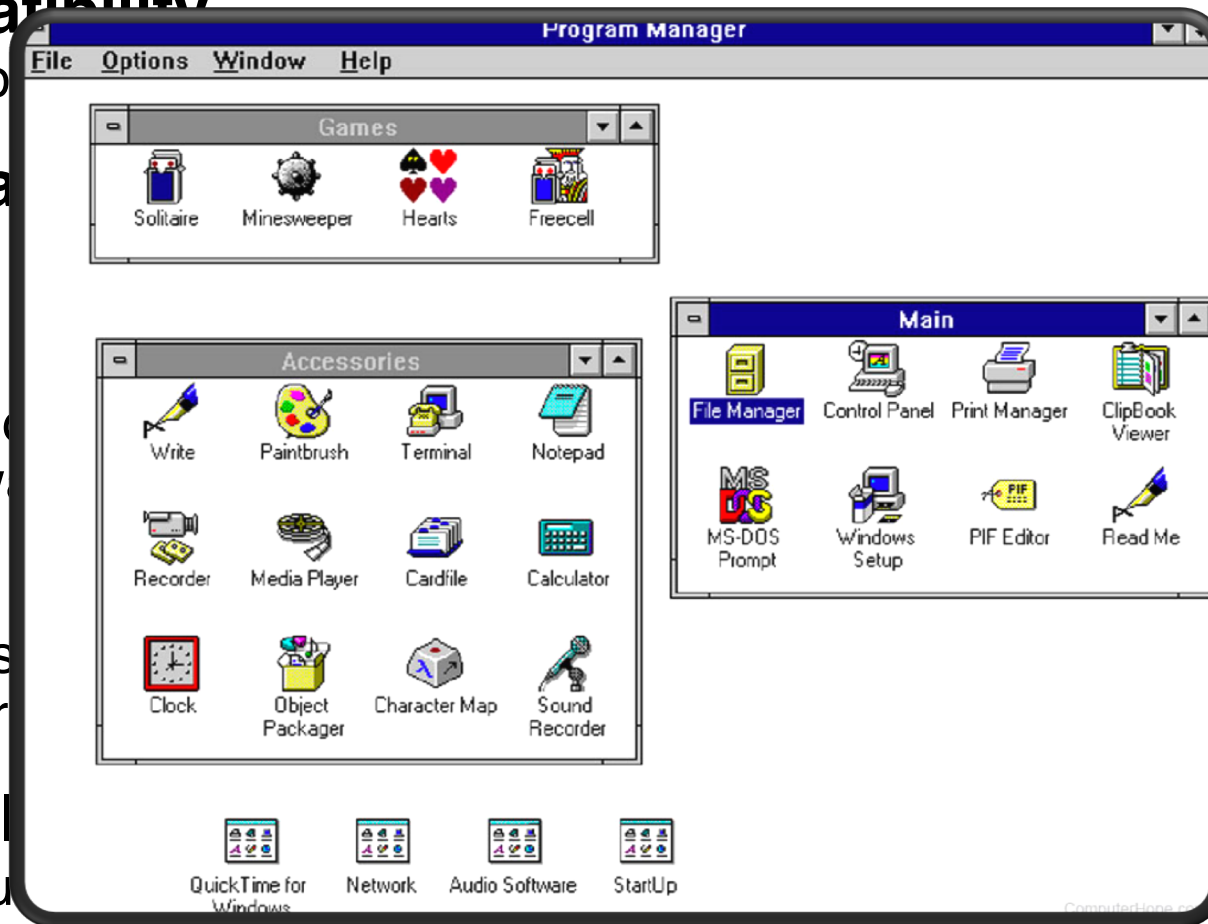 Program Manager
File Options Window Help
Games
Solitaire Minesweeper Hearts Freecell
Main
File Manager Control Panel Print Manager ClipBook Viewer
MS-DOS Prompt Windows Setup PIF Editor Read Me
Accessories
Write Paintbrush Terminal Notepad
Recorder Media Player Cardfile Calculator
Clock Object Packager Character Map Sound Recorder
QuickTime for Windows Network Audio Software StartUp